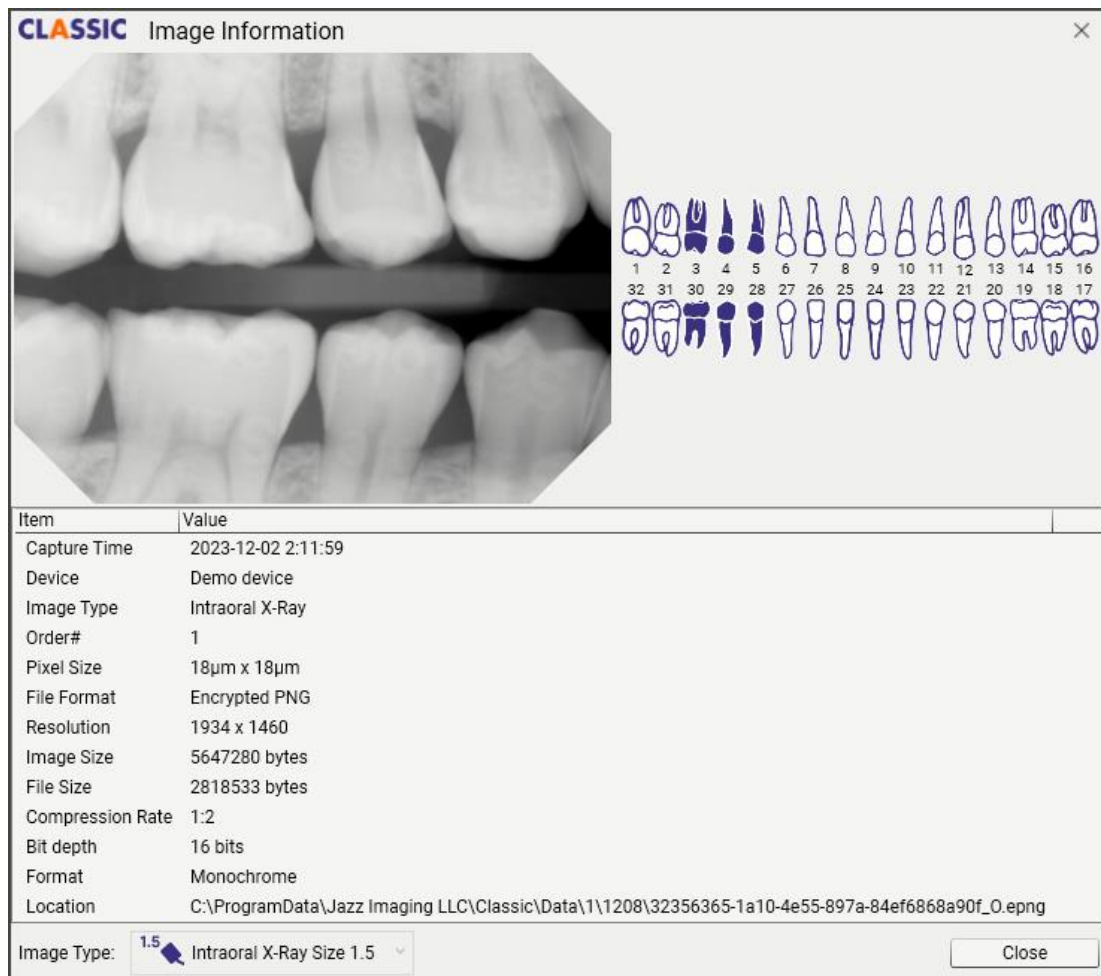 CLASSIC Image Information
1 2 3 4 5 6 7 8 9 10 11 12 13 14 15 16
32 31 30 29 28 27 26 25 24 23 22 21 20 19 18 17
Item Value
Capture Time 2023-12-02 2:11:59
Device Demo device
Image Type Intraoral X-Ray
Order# 1
Pixel Size 18µm x 18µm
File Format Encrypted PNG
Resolution 1934 x 1460
Image Size 5647280 bytes
File Size 2818533 bytes
Compression Rate 1:2
Bit depth 16 bits
Format Monochrome
Location C:\ProgramData\Jazz Imaging LLC\Classic\Data\1\1208\32356365-1a10-4e55-897a-84ef6868a90f_O.epng
Image Type: 1.5 Intraoral X-Ray Size 1.5 Close